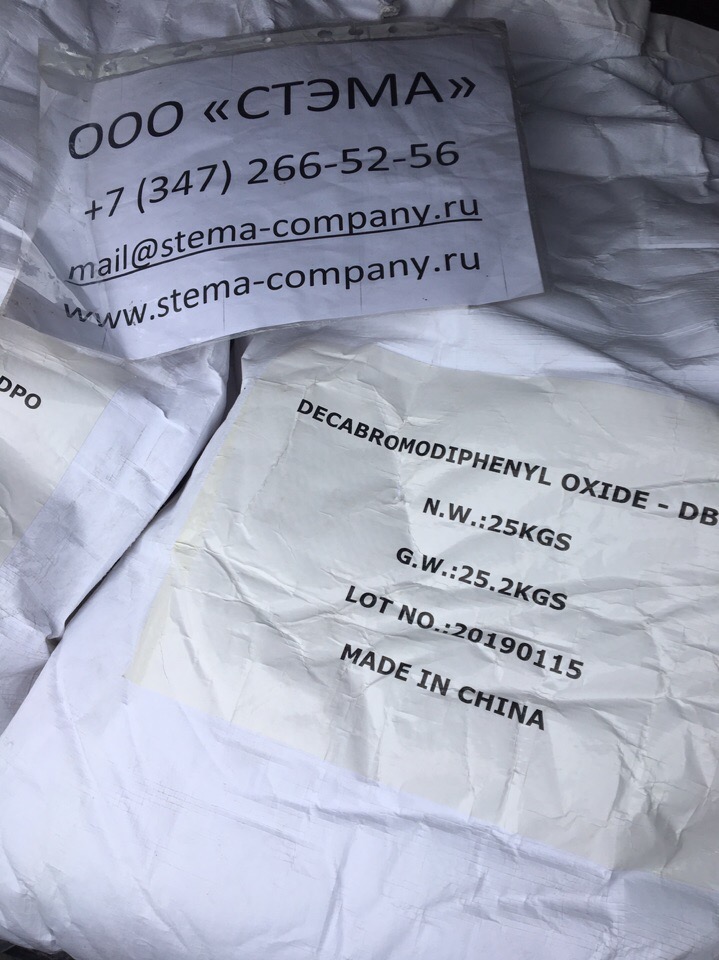 ООО «СТЭМА»
+7 (347) 266-52-56
mail@stema-company.ru
www.stema-company.ru
DPO
DECABROMODIPHENYL OXIDE - DB
N.W.:25KGS
G.W.:25.2KGS
LOT NO.:20190115
MADE IN CHINA